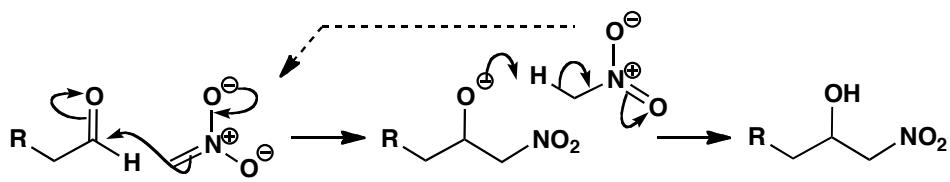 O⊖
H N⊕
O O⊖ O⊖ O OH
R H N⊕ O⊖ R NO₂ R NO₂